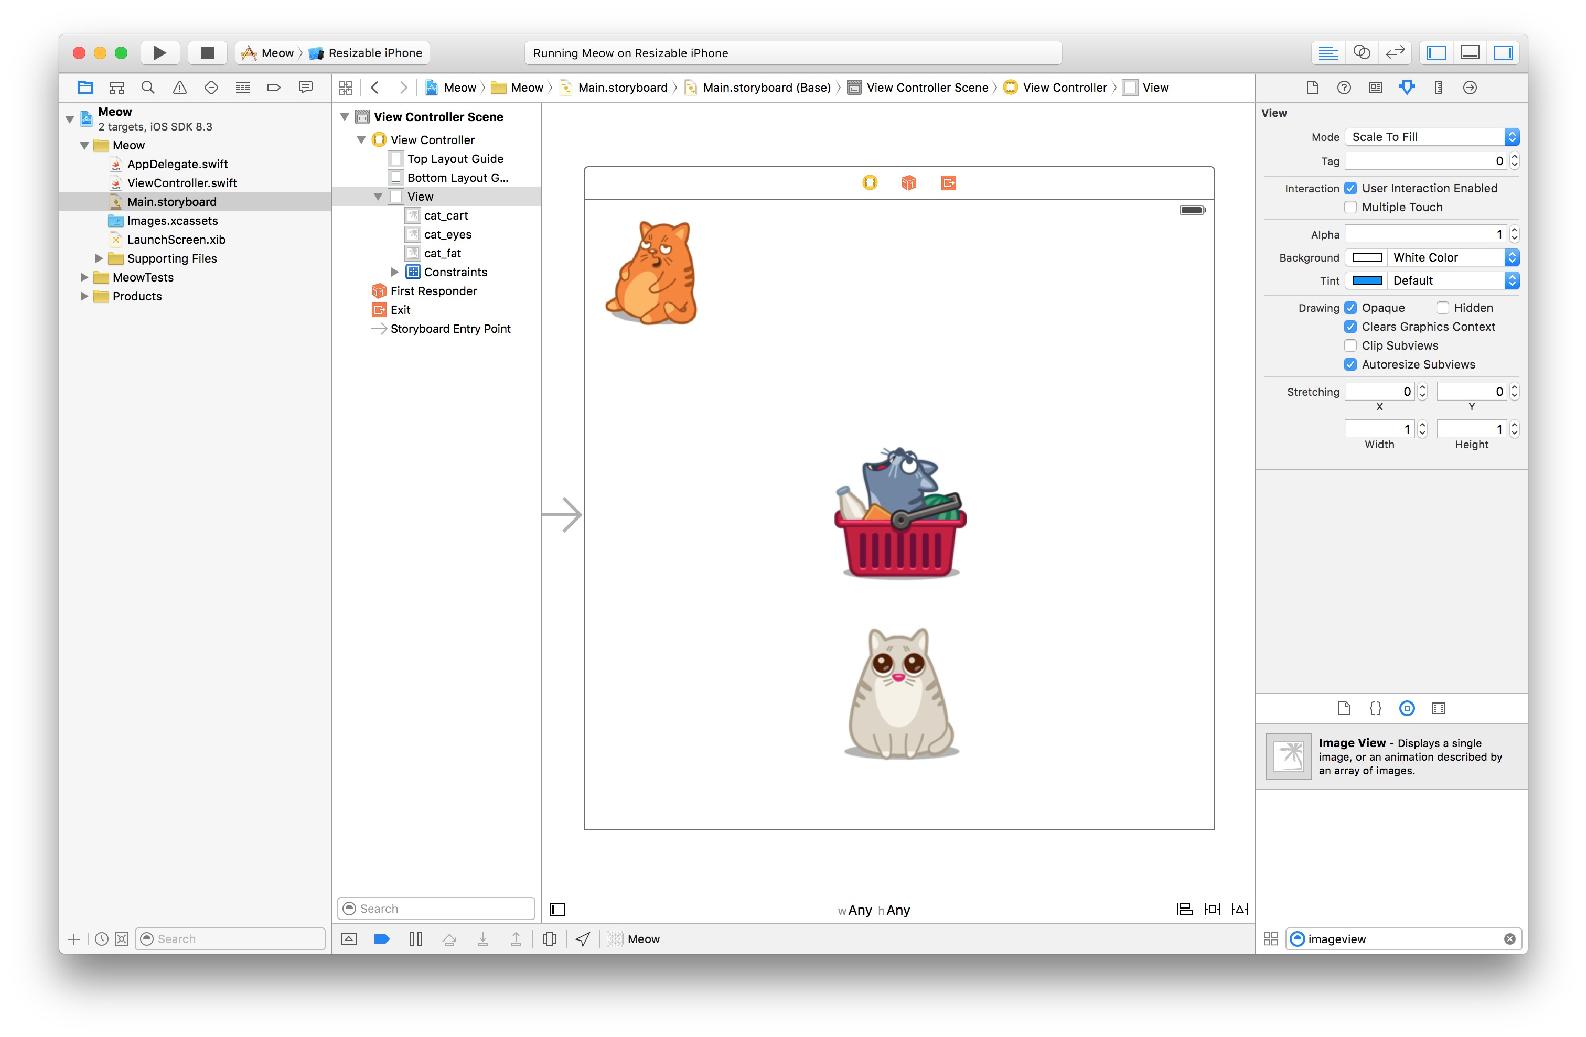 Meow
Resizable iPhone
Running Meow on Resizable iPhone
Meow
Meow
Main.storyboard
Main.storyboard (Base)
View Controller Scene
View Controller
View
Meow
2 targets, iOS SDK 8.3
Meow
AppDelegate.swift
ViewController.swift
Main.storyboard
Images.xcassets
LaunchScreen.xib
Supporting Files
MeowTests
Products
Search
View Controller Scene
View Controller
Top Layout Guide
Bottom Layout G...
View
cat_cart
cat_eyes
cat_fat
Constraints
First Responder
Exit
Storyboard Entry Point
Search
wAny hAny
Meow
View
Mode Scale To Fill
Tag 0
Interaction User Interaction Enabled
Multiple Touch
Alpha 1
Background White Color
Tint Default
Drawing Opaque Hidden
Clears Graphics Context
Clip Subviews
Autoresize Subviews
Stretching 0 0
X Y
1 1
Width Height
{}
Image View - Displays a single
image, or an animation described by
an array of images.
imageview